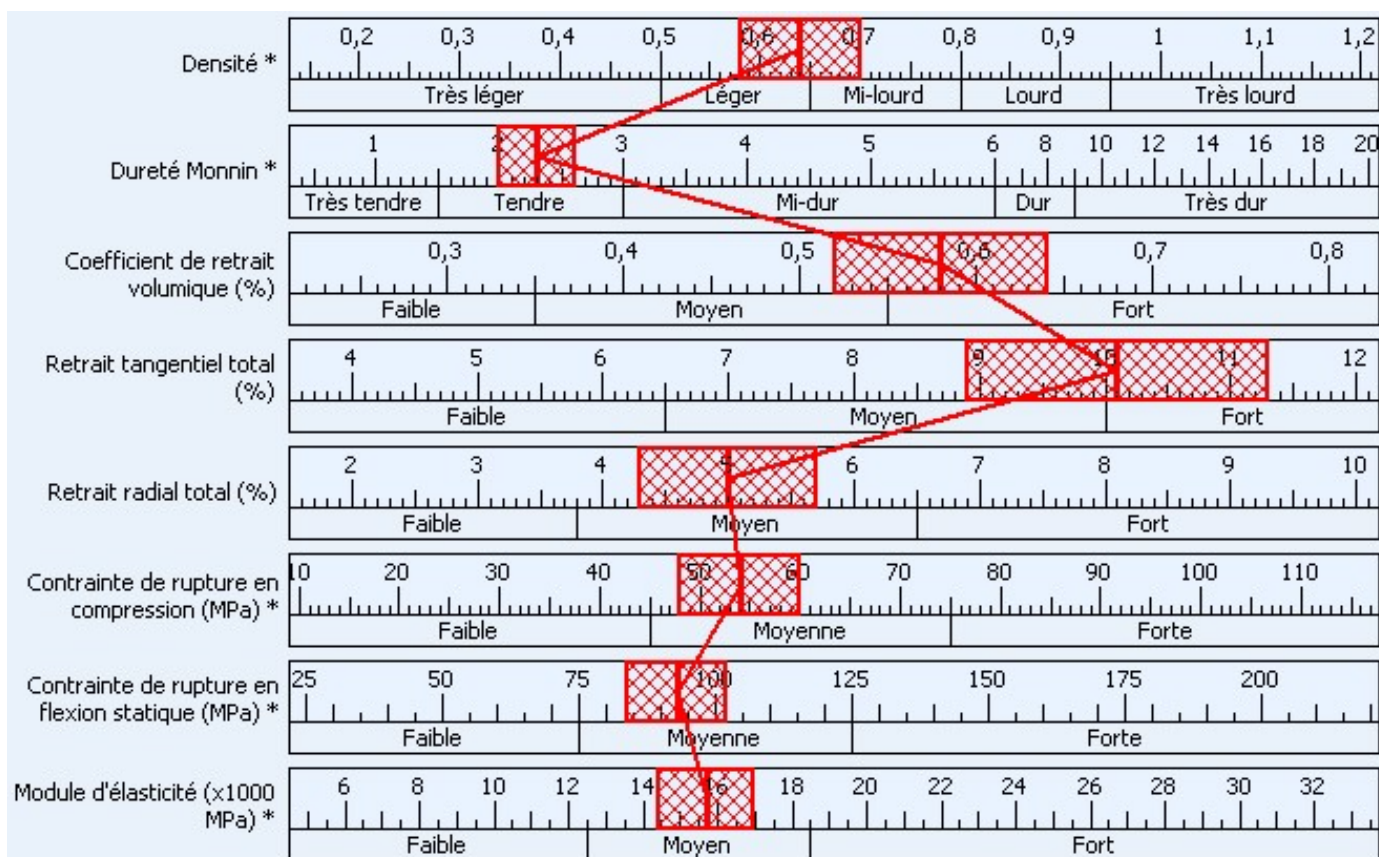 0,2 0,3 0,4 0,5 0,6 0,7 0,8 0,9 1 1,1 1,2
Densité *
Très léger Léger Mi-lourd Lourd Très lourd
1 2 3 4 5 6 8 10 12 14 16 18 20
Dureté Monnin *
Très tendre Tendre Mi-dur Dur Très dur
0,3 0,4 0,5 0,6 0,7 0,8
Coefficient de retrait
volumique (%)
Faible Moyen Fort
4 5 6 7 8 9 10 11 12
Retrait tangentiel total
(%)
Faible Moyen Fort
2 3 4 5 6 7 8 9 10
Retrait radial total (%)
Faible Moyen Fort
10 20 30 40 50 60 70 80 90 100 110
Contrainte de rupture en
compression (MPa) *
Faible Moyenne Forte
25 50 75 100 125 150 175 200
Contrainte de rupture en
flexion statique (MPa) *
Faible Moyenne Forte
6 8 10 12 14 16 18 20 22 24 26 28 30 32
Module d'élasticité (x1000
MPa) *
Faible Moyen Fort